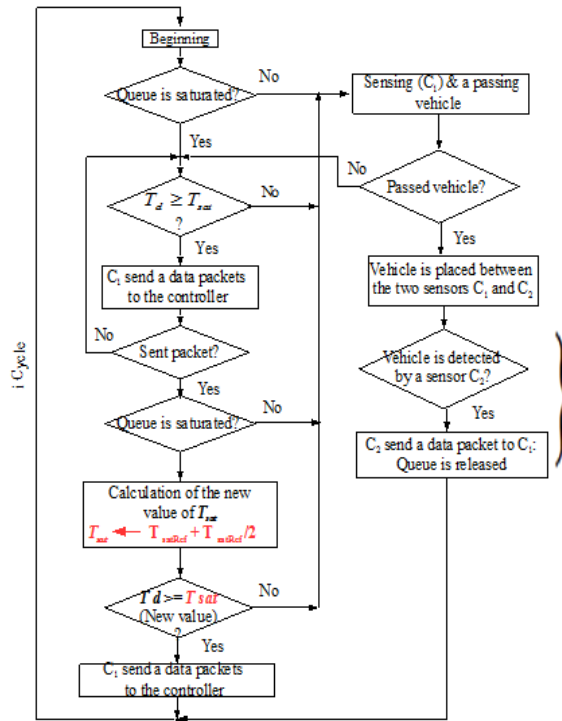 Beginning
No
Queue is saturated?
Sensing (C1) & a passing
vehicle
Yes
No
Passed vehicle?
Td ≥ Tsat
?
No
Yes
Yes
C1 send a data packets
to the controller
Vehicle is placed between
the two sensors C1 and C2
No
Sent packet?
Vehicle is detected
by a sensor C2?
i Cycle
Yes
No
Queue is saturated?
Yes
C2 send a data packet to C1:
Queue is released
Yes
Calculation of the new
value of Tsat
Tsat ← TsatRef + TsatRef/2
No
Td >= Tsat
(New value)
?
Yes
C1 send a data packets
to the controller